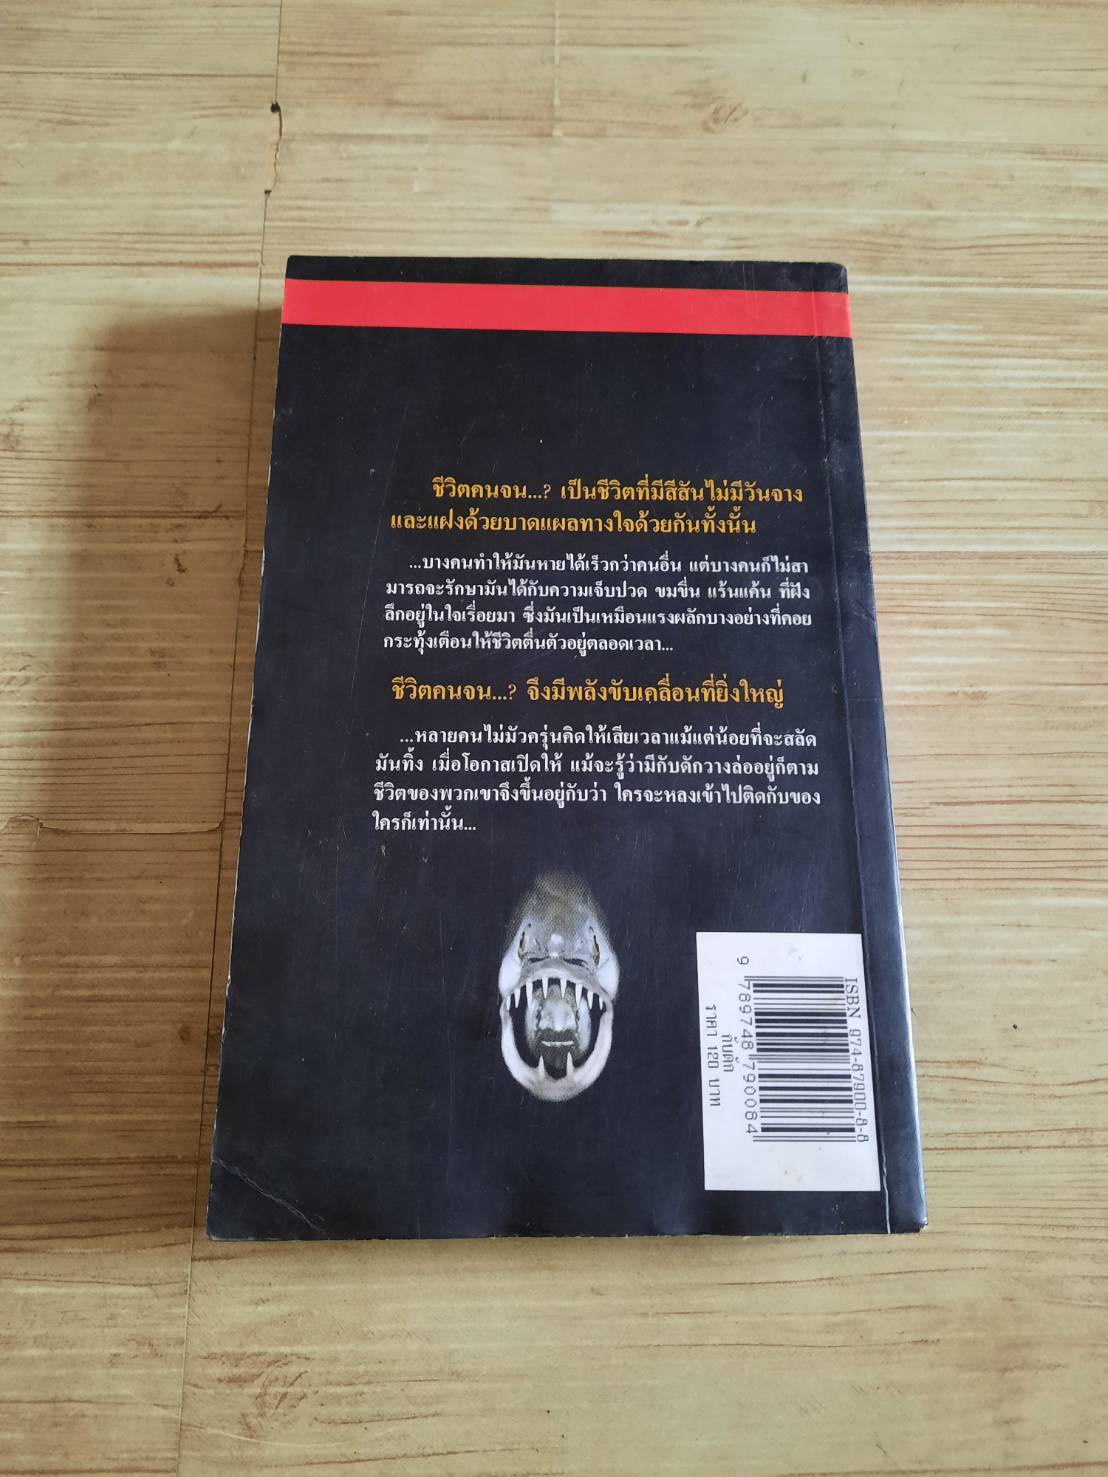 ชีวิตคนจน...? เป็นชีวิตที่มีสีสันไม่มีวันจาง
และแฝงด้วยบาดแผลทางใจด้วยกันทั้งนั้น
...บางคนทำให้มันหายได้เร็วกว่าคนอื่น แต่บางคนก็ไม่สา
มารถจะรักษามันได้กับความเจ็บปวด ขมขื่น แร้นแค้น ที่ฝัง
ลึกอยู่ในใจเรื่อยมา ซึ่งมันเป็นเหมือนแรงผลักบางอย่างที่คอย
กระทุ้งเตือนให้ชีวิตตื่นตัวอยู่ตลอดเวลา...
ชีวิตคนจน...? จึงมีพลังขับเคลื่อนที่ยิ่งใหญ่
...หลายคนไม่มัวครุ่นคิดให้เสียเวลาแม้แต่น้อยที่จะสลัด
มันทิ้ง เมื่อโอกาสเปิดให้ แม้จะรู้ว่ามีกับดักวางล่ออยู่ก็ตาม
ชีวิตของพวกเขาจึงขึ้นอยู่กับว่า ใครจะหลงเข้าไปติดกับของ
ใครก็เท่านั้น...
ISBN 974-87900-8-8
9 789748 790084
กับดัก
ราคา 120 บาท